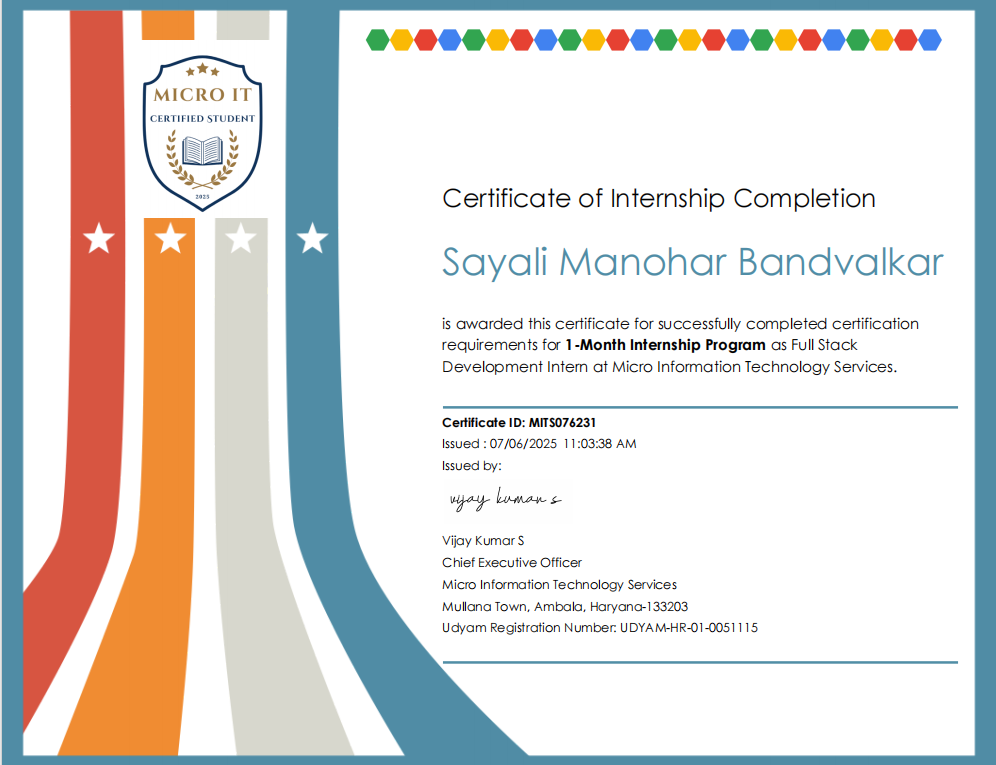 MICRO IT
CERTIFIED STUDENT
2025
Certificate of Internship Completion
Sayali Manohar Bandvalkar
is awarded this certificate for successfully completed certification
requirements for 1-Month Internship Program as Full Stack
Development Intern at Micro Information Technology Services.
Certificate ID: MITS076231
Issued : 07/06/2025 11:03:38 AM
Issued by:
vijay kumar s
Vijay Kumar S
Chief Executive Officer
Micro Information Technology Services
Mullana Town, Ambala, Haryana-133203
Udyam Registration Number: UDYAM-HR-01-0051115